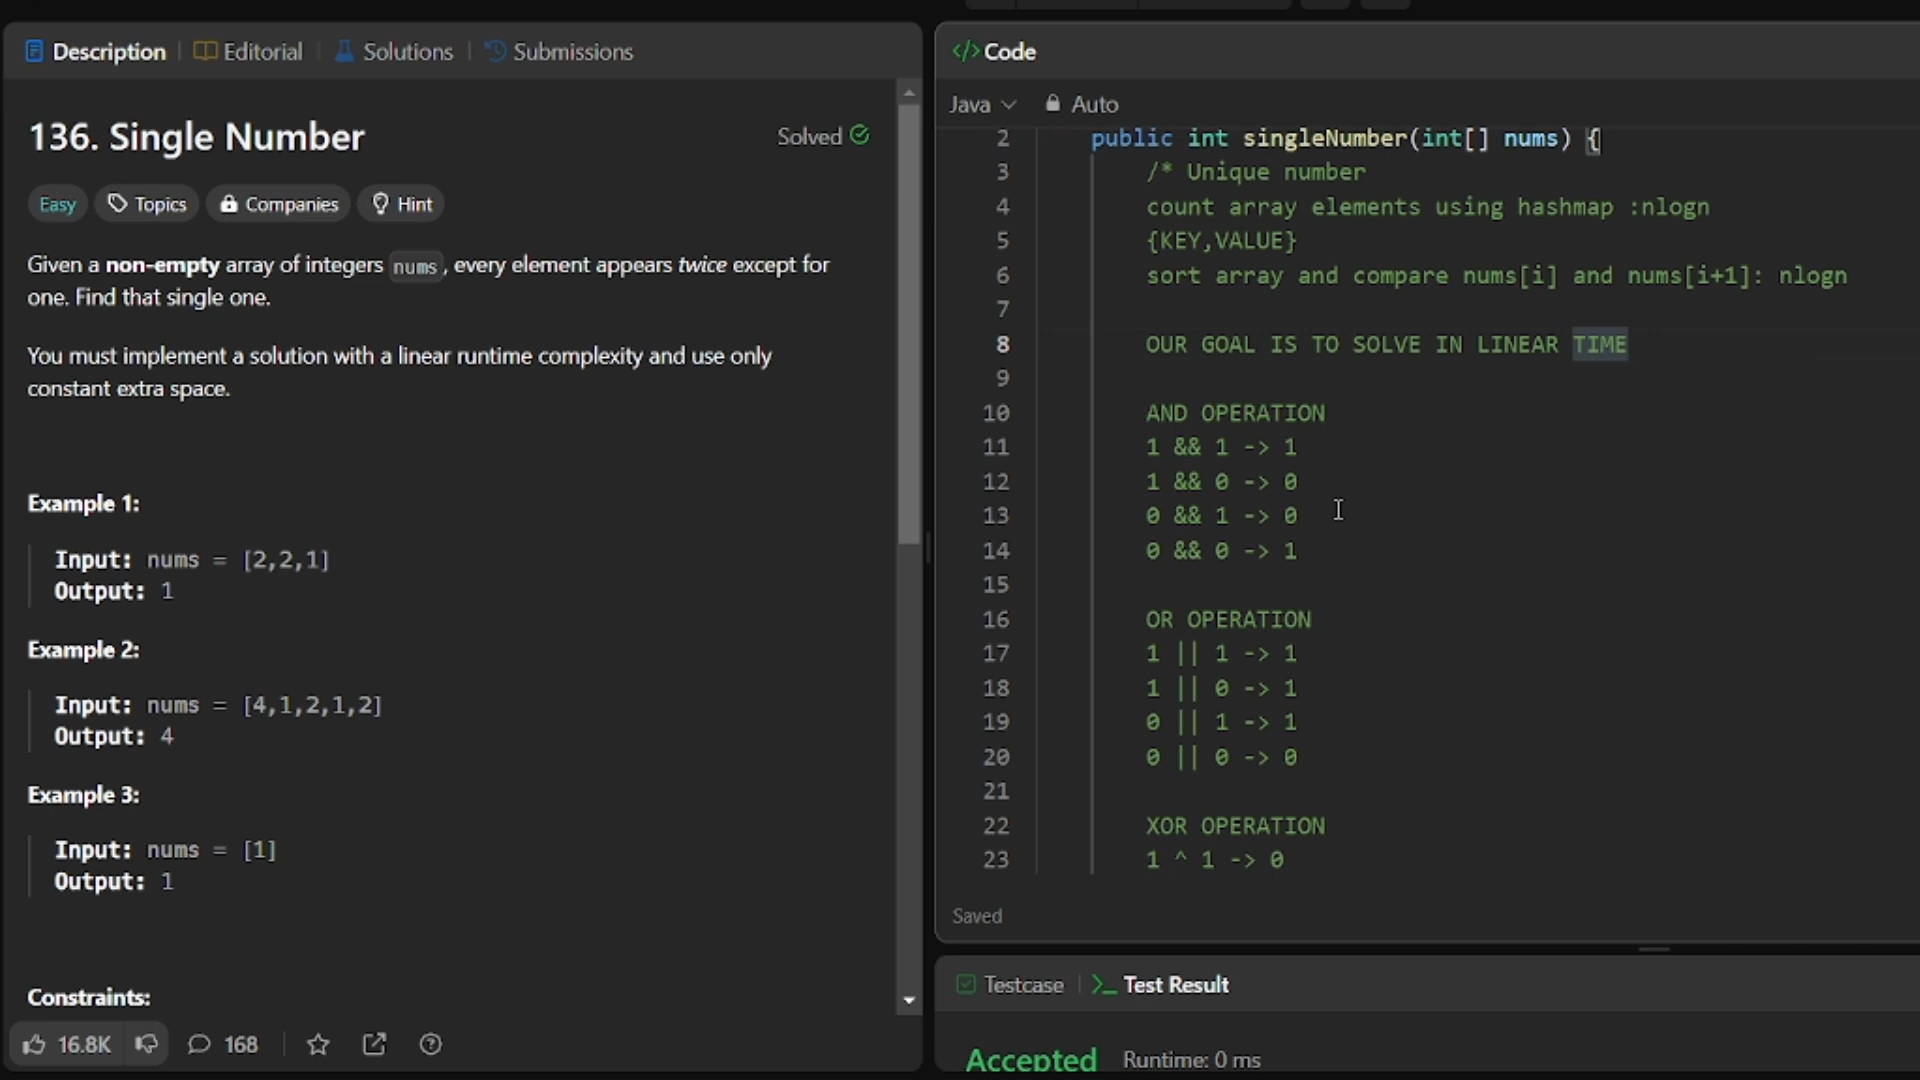 Description | Editorial | Solutions | Submissions
136. Single Number
Solved
Easy Topics Companies Hint
Given a non-empty array of integers nums, every element appears twice except for
one. Find that single one.
You must implement a solution with a linear runtime complexity and use only
constant extra space.
Example 1:
Input: nums = [2,2,1]
Output: 1
Example 2:
Input: nums = [4,1,2,1,2]
Output: 4
Example 3:
Input: nums = [1]
Output: 1
Constraints:
16.8K 168
</> Code
Java Auto
2 public int singleNumber(int[] nums) {
3 /* Unique number
4 count array elements using hashmap :nlogn
5 {KEY,VALUE}
6 sort array and compare nums[i] and nums[i+1]: nlogn
7
8 OUR GOAL IS TO SOLVE IN LINEAR TIME
9
10 AND OPERATION
11 1 && 1 -> 1
12 1 && 0 -> 0
13 0 && 1 -> 0
14 0 && 0 -> 1
15
16 OR OPERATION
17 1 || 1 -> 1
18 1 || 0 -> 1
19 0 || 1 -> 1
20 0 || 0 -> 0
21
22 XOR OPERATION
23 1 ^ 1 -> 0
Saved
Testcase | >_ Test Result
Accepted Runtime: 0 ms